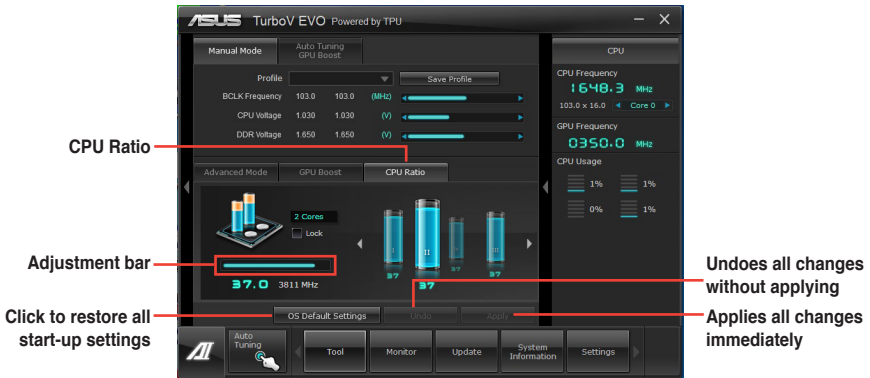 ASUS TurboV EVO Powered by TPU
Manual Mode
Auto Tuning
GPU Boost
CPU
Profile
Save Profile
BCLK Frequency 103.0 103.0 (MHz)
CPU Voltage 1.030 1.030 (V)
DDR Voltage 1.650 1.650 (V)
CPU Frequency
1648.3 MHz
103.0 x 16.0 Core 0
GPU Frequency
0350.0 MHz
CPU Usage
1% 1%
0% 1%
CPU Ratio
Advanced Mode
GPU Boost
CPU Ratio
2 Cores
Lock
I
II
III
37
37
37
37
Adjustment bar
37.0 3811 MHz
Click to restore all
start-up settings
OS Default Settings
Undo
Apply
Undoes all changes
without applying
Applies all changes
immediately
Auto
Tuning
Tool
Monitor
Update
System
Information
Settings